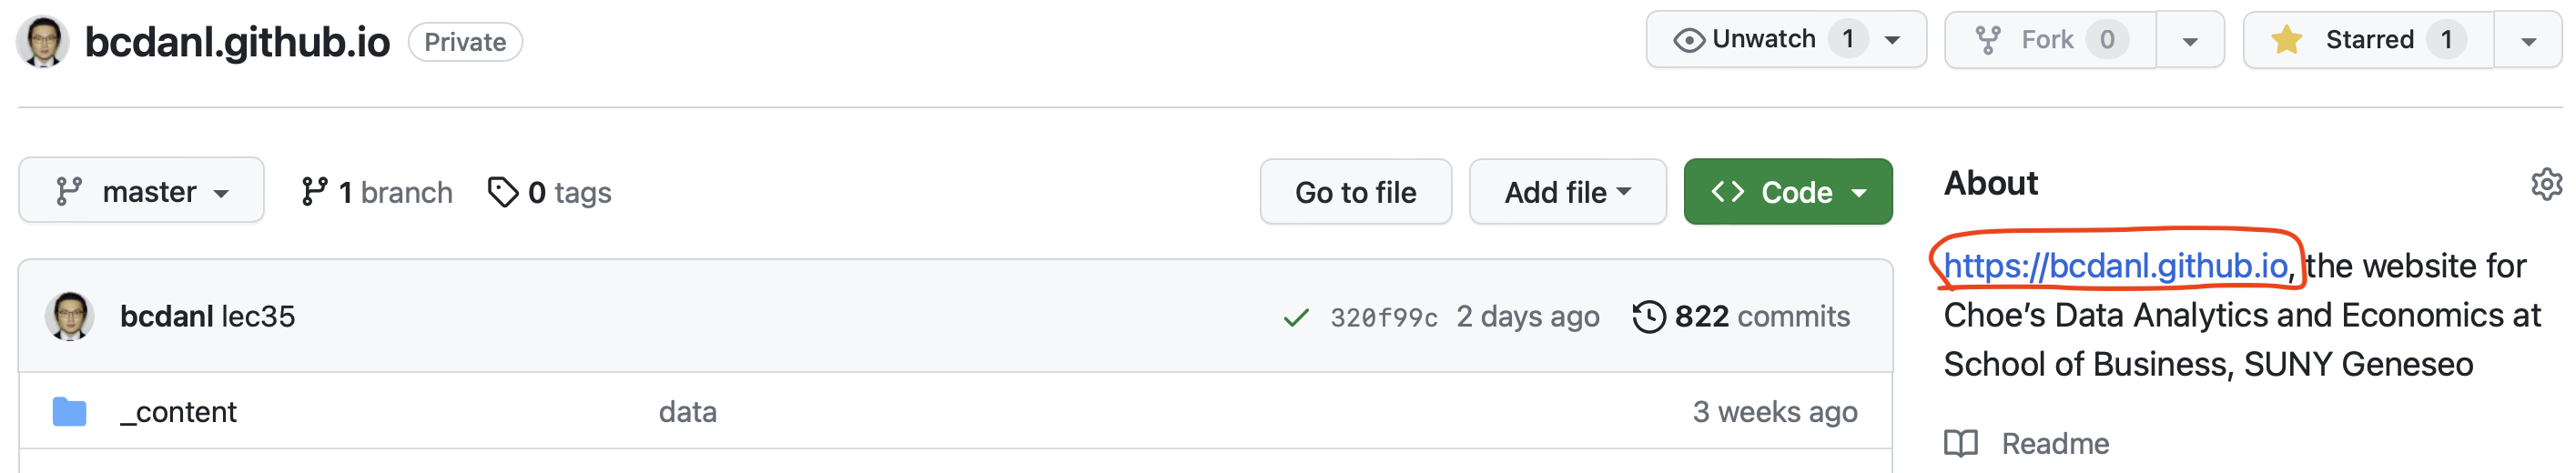 bcdanl.github.io Private Unwatch 1 Fork 0 Starred 1
master 1 branch 0 tags Go to file Add file Code
bcdanl lec35 320f99c 2 days ago 822 commits
_content data 3 weeks ago
About
https://bcdanl.github.io, the website for
Choe's Data Analytics and Economics at
School of Business, SUNY Geneseo
Readme